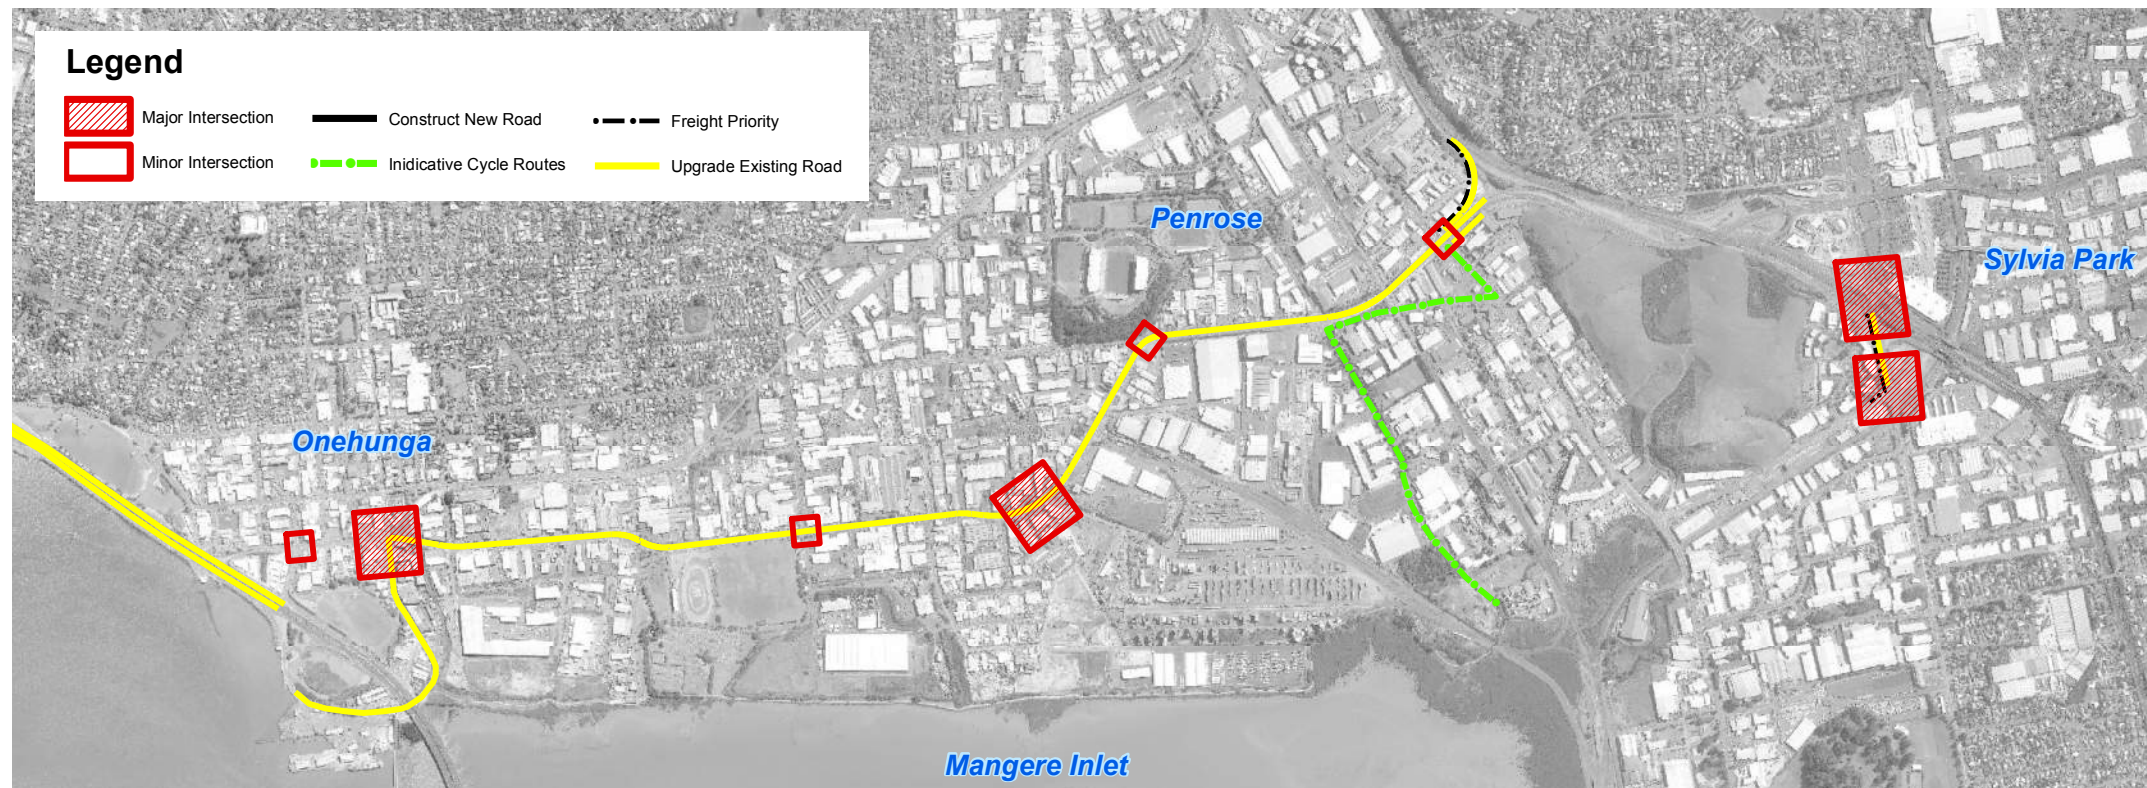 Legend
Major Intersection
Construct New Road
Freight Priority
Minor Intersection
Inidicative Cycle Routes
Upgrade Existing Road
Penrose
Sylvia Park
Onehunga
Mangere Inlet